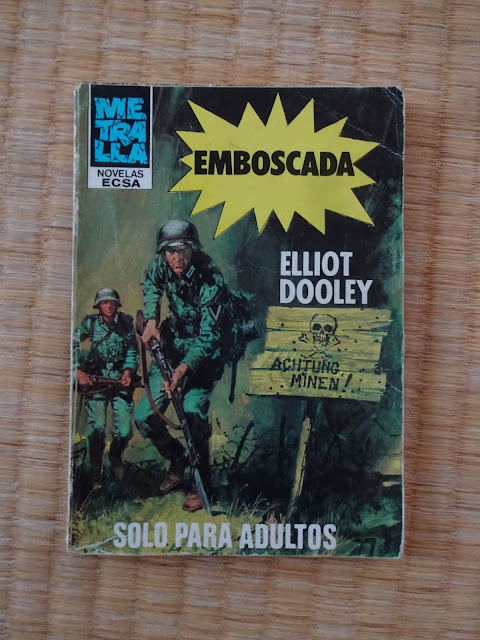 ME
TRA
LLA
NOVELAS
ECSA
EMBOSCADA
ELLIOT
DOOLEY
ACHTUNG
MINEN!
SOLO PARA ADULTOS